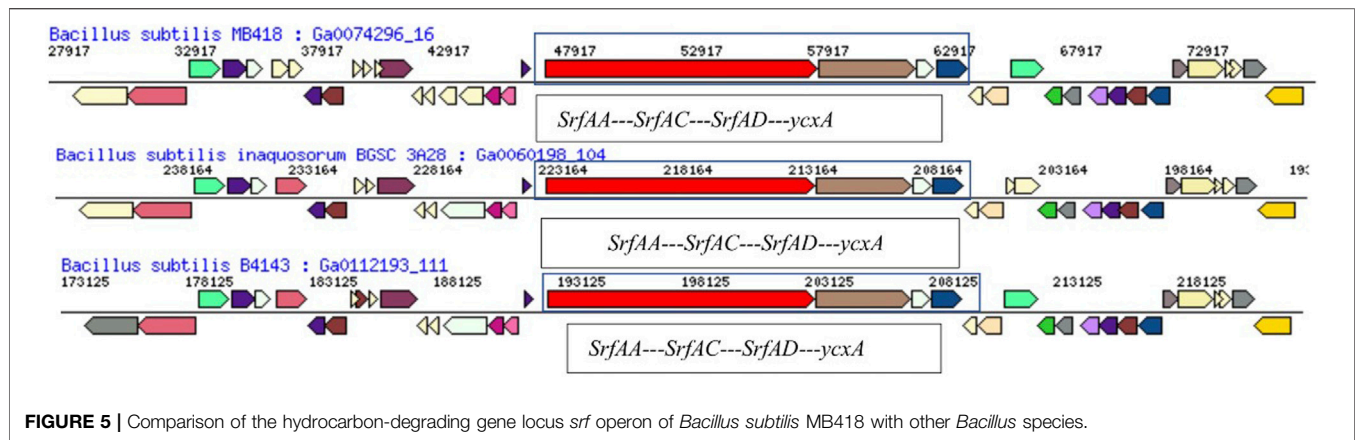 Bacillus subtilis MB418 : Ga0074296_16
27917 32917 37917 42917 47917 52917 57917 62917 67917 72917
SrfAA---SrfAC---SrfAD---ycxA
Bacillus subtilis inaquosorum BGSC 3A28 : Ga0060198_104
238164 233164 228164 223164 218164 213164 208164 203164 198164 193
SrfAA---SrfAC---SrfAD---ycxA
Bacillus subtilis B4143 : Ga0112193_111
173125 178125 183125 188125 193125 198125 203125 208125 213125 218125
SrfAA---SrfAC---SrfAD---ycxA
FIGURE 5 | Comparison of the hydrocarbon-degrading gene locus srf operon of Bacillus subtilis MB418 with other Bacillus species.